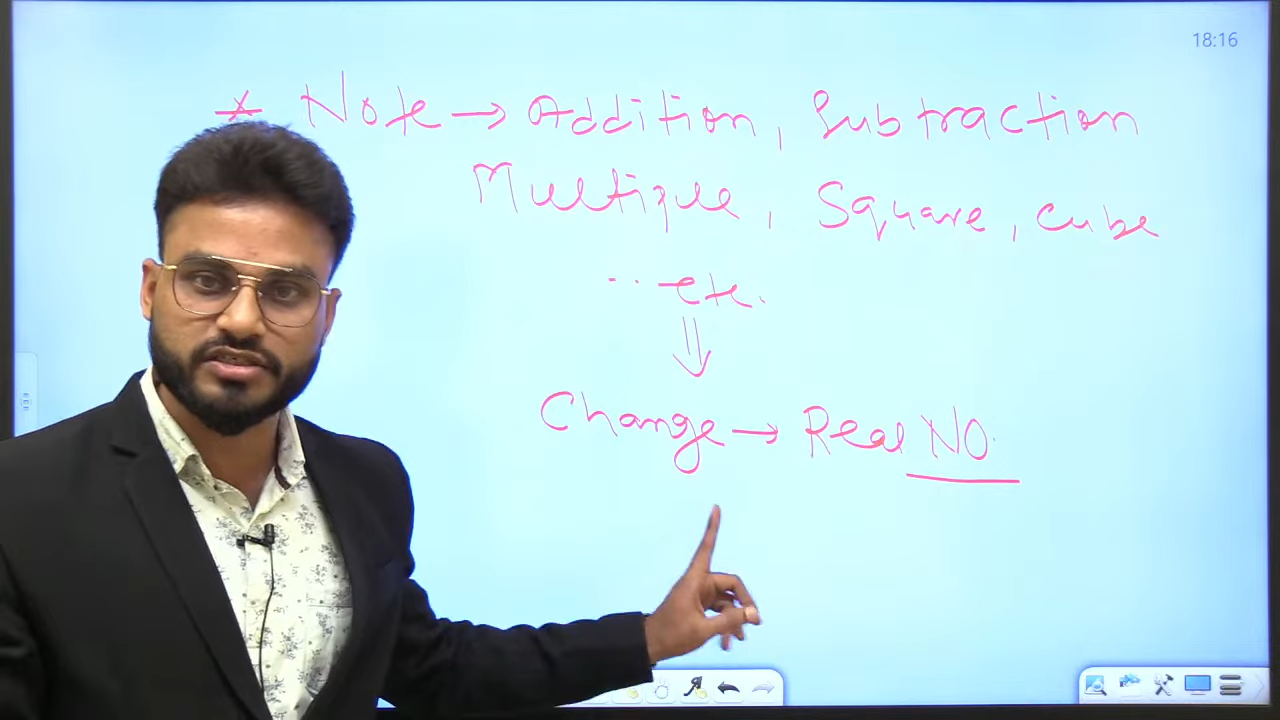 18:16
* Note → Addition, Subtraction
Multiple, Square, Cube
... etc.
⇓
Change → Real NO.